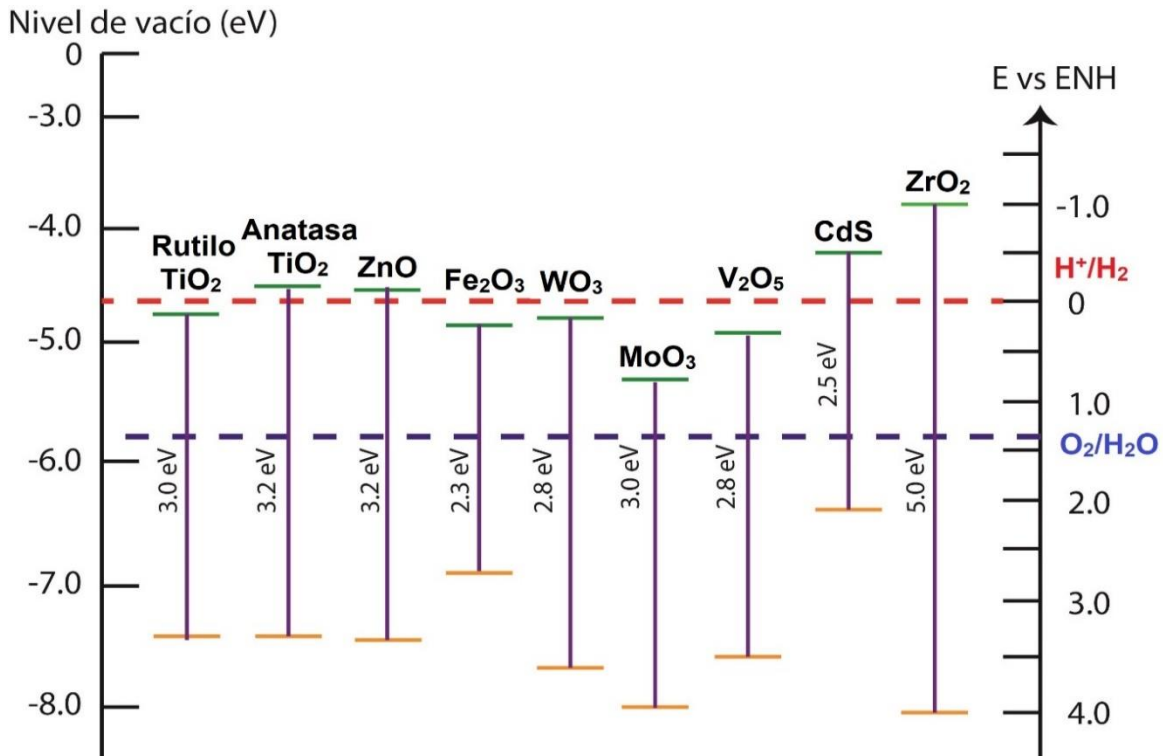 Nivel de vacío (eV)
0
-3.0
-4.0
-5.0
-6.0
-7.0
-8.0
Rutilo
TiO₂
3.0 eV
Anatasa
TiO₂
3.2 eV
ZnO
3.2 eV
Fe₂O₃
2.3 eV
WO₃
2.8 eV
MoO₃
3.0 eV
V₂O₅
2.8 eV
CdS
2.5 eV
ZrO₂
5.0 eV
E vs ENH
-1.0
H⁺/H₂
0
1.0
O₂/H₂O
2.0
3.0
4.0